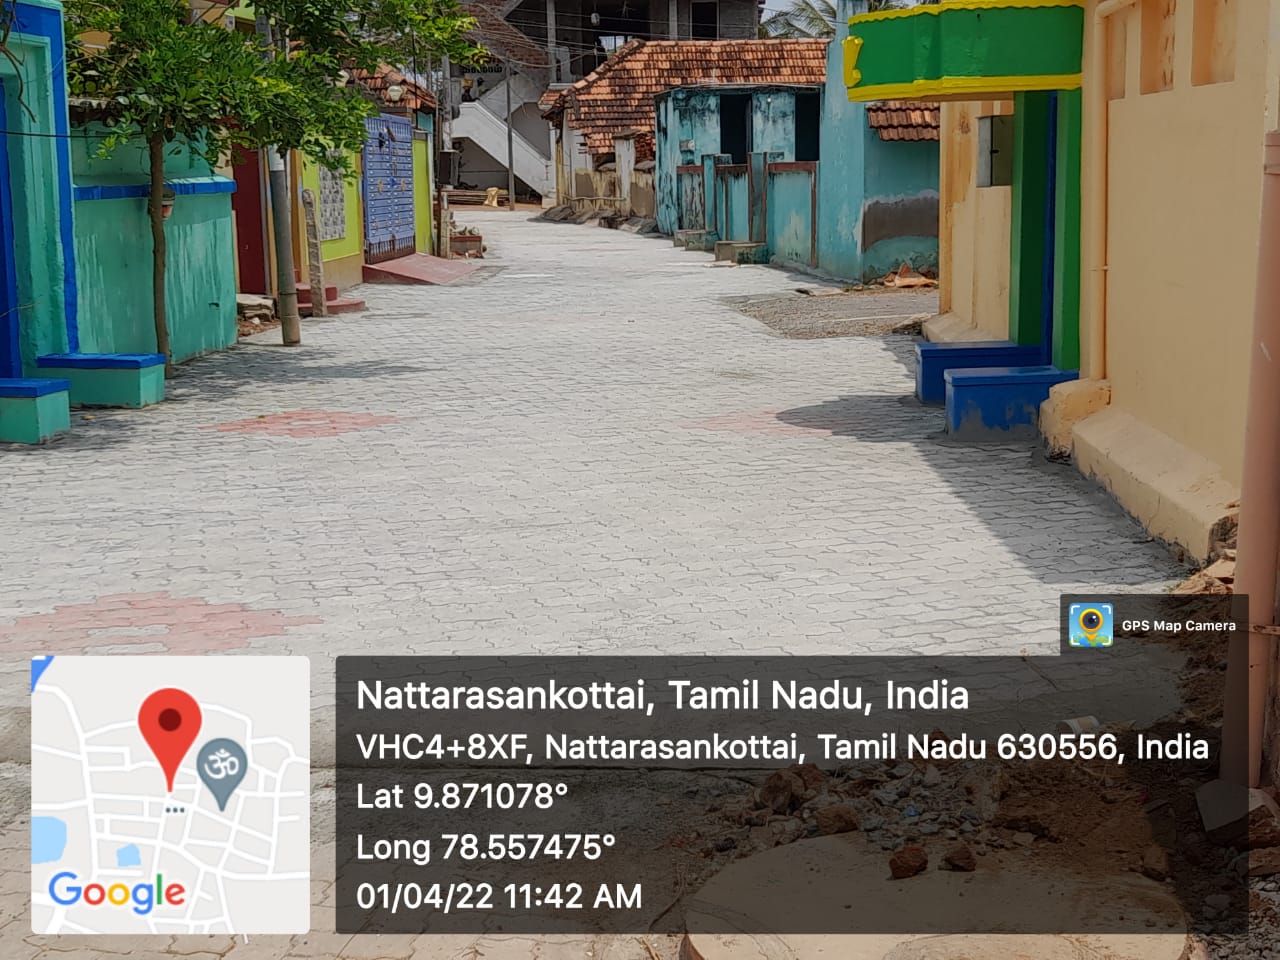 GPS Map Camera
Nattarasankottai, Tamil Nadu, India
VHC4+8XF, Nattarasankottai, Tamil Nadu 630556, India
Lat 9.871078°
Long 78.557475°
01/04/22 11:42 AM
Google